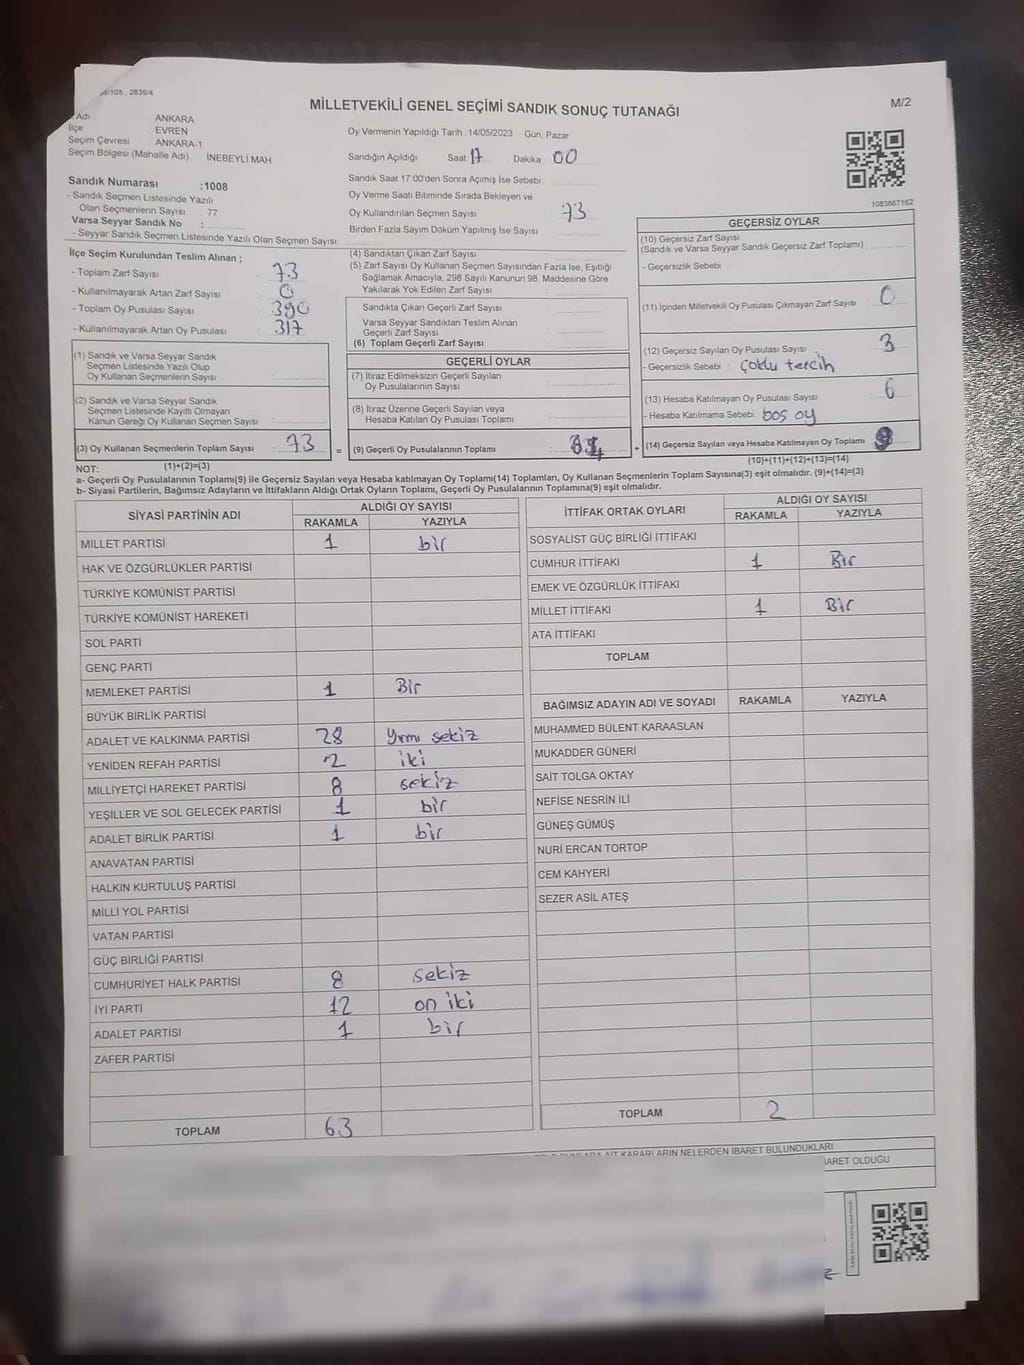 MİLLETVEKİLİ GENEL SEÇİMİ SANDIK SONUÇ TUTANAĞI
M/2
Adı ANKARA
İlçe EVREN
Seçim Çevresi : ANKARA-1
Seçim Bölgesi (Mahalle Adı) : İNEBEYLİ MAH
Sandık Numarası :1008
- Sandık Seçmen Listesinde Yazılı
Olan Seçmenlerin Sayısı : 77
Varsa Seyyar Sandık No :
- Seyyar Sandık Seçmen Listesinde Yazılı Olan Seçmen Sayısı :
Oy Vermenin Yapıldığı Tarih : 14/05/2023 Gün: Pazar
Sandığın Açıldığı Saat 17 Dakika 00
Sandık Saat 17:00'den Sonra Açımış İse Sebebi :
Oy Verme Saati Bitiminde Sırada Bekleyen ve
Oy Kullandırılan Seçmen Sayısı : 73
Birden Fazla Sayım Döküm Yapılmış İse Sayısı :
1083667162
İlçe Seçim Kurulundan Teslim Alınan ;
- Toplam Zarf Sayısı : 73
- Kullanılmayarak Artan Zarf Sayısı : 0
- Toplam Oy Pusulası Sayısı : 390
- Kullanılmayarak Artan Oy Pusulası : 317
(1) Sandık ve Varsa Seyyar Sandık
Seçmen Listesinde Yazılı Olup
Oy Kullanan Seçmenlerin Sayısı :
(2) Sandık ve Varsa Seyyar Sandık
Seçmen Listesinde Kayıtlı Olmayan
Kanun Gereği Oy Kullanan Seçmen Sayısı :
(3) Oy Kullanan Seçmenlerin Toplam Sayısı : 73
(1)+(2)=(3)
(4) Sandıktan Çıkan Zarf Sayısı :
(5) Zarf Sayısı Oy Kullanan Seçmen Sayısından Fazla İse, Eşitliği
Sağlamak Amacıyla, 298 Sayılı Kanunun 98. Maddesine Göre
Yakılarak Yok Edilen Zarf Sayısı :
Sandıkta Çıkan Geçerli Zarf Sayısı :
Varsa Seyyar Sandıktan Teslim Alınan
Geçerli Zarf Sayısı :
(6) Toplam Geçerli Zarf Sayısı :
GEÇERLİ OYLAR
(7) İtiraz Edilmeksizin Geçerli Sayılan
Oy Pusulalarının Sayısı :
(8) İtiraz Üzerine Geçerli Sayılan veya
Hesaba Katılan Oy Pusulası Toplamı :
= (9) Geçerli Oy Pusulalarının Toplamı :
GEÇERSİZ OYLAR
(10) Geçersiz Zarf Sayısı
(Sandık ve Varsa Seyyar Sandık Geçersiz Zarf Toplamı) :
- Geçersizlik Sebebi :
(11) İçinden Milletvekili Oy Pusulası Çıkmayan Zarf Sayısı : 0
(12) Geçersiz Sayılan Oy Pusulası Sayısı : 3
- Geçersizlik Sebebi : Çoklu tercih
(13) Hesaba Katılmayan Oy Pusulası Sayısı : 6
- Hesaba Katılmama Sebebi : boş oy
+ (14) Geçersiz Sayılan veya Hesaba Katılmayan Oy Toplamı :
(10)+(11)+(12)+(13)=(14)
NOT:
a- Geçerli Oy Pusulalarının Toplamı(9) ile Geçersiz Sayılan veya Hesaba katılmayan Oy Toplamı(14) Toplamları, Oy Kullanan Seçmenlerin Toplam Sayısına(3) eşit olmalıdır. (9)+(14)=(3)
b- Siyasi Partilerin, Bağımsız Adayların ve İttifakların Aldığı Ortak Oyların Toplamı, Geçerli Oy Pusulalarının Toplamına(9) eşit olmalıdır.
SİYASİ PARTİNİN ADI ALDIĞI OY SAYISI
RAKAMLA YAZIYLA
MİLLET PARTİSİ 1 bir
HAK VE ÖZGÜRLÜKLER PARTİSİ
TÜRKİYE KOMÜNİST PARTİSİ
TÜRKİYE KOMÜNİST HAREKETİ
SOL PARTİ
GENÇ PARTİ
MEMLEKET PARTİSİ 1 Bir
BÜYÜK BİRLİK PARTİSİ
ADALET VE KALKINMA PARTİSİ 28 Yirmi sekiz
YENİDEN REFAH PARTİSİ 2 iki
MİLLİYETÇİ HAREKET PARTİSİ 8 sekiz
YEŞİLLER VE SOL GELECEK PARTİSİ 1 bir
ADALET BİRLİK PARTİSİ 1 bir
ANAVATAN PARTİSİ
HALKIN KURTULUŞ PARTİSİ
MİLLİ YOL PARTİSİ
VATAN PARTİSİ
GÜÇ BİRLİĞİ PARTİSİ
CUMHURİYET HALK PARTİSİ 8 sekiz
İYİ PARTİ 12 on iki
ADALET PARTİSİ 1 bir
ZAFER PARTİSİ
TOPLAM 63
İTTİFAK ORTAK OYLARI ALDIĞI OY SAYISI
RAKAMLA YAZIYLA
SOSYALİST GÜÇ BİRLİĞİ İTTİFAKI
CUMHUR İTTİFAKI 1 Bir
EMEK VE ÖZGÜRLÜK İTTİFAKI
MİLLET İTTİFAKI 1 Bir
ATA İTTİFAKI
TOPLAM
BAĞIMSIZ ADAYIN ADI VE SOYADI RAKAMLA YAZIYLA
MUHAMMED BÜLENT KARAASLAN
MUKADDER GÜNERİ
SAİT TOLGA OKTAY
NEFİSE NESRİN İLİ
GÜNEŞ GÜMÜŞ
NURİ ERCAN TORTOP
CEM KAHYERİ
SEZER ASİL ATEŞ
TOPLAM 2
KARARLARIN NELERDEN İBARET BULUNDUKLARI
OLDUĞU